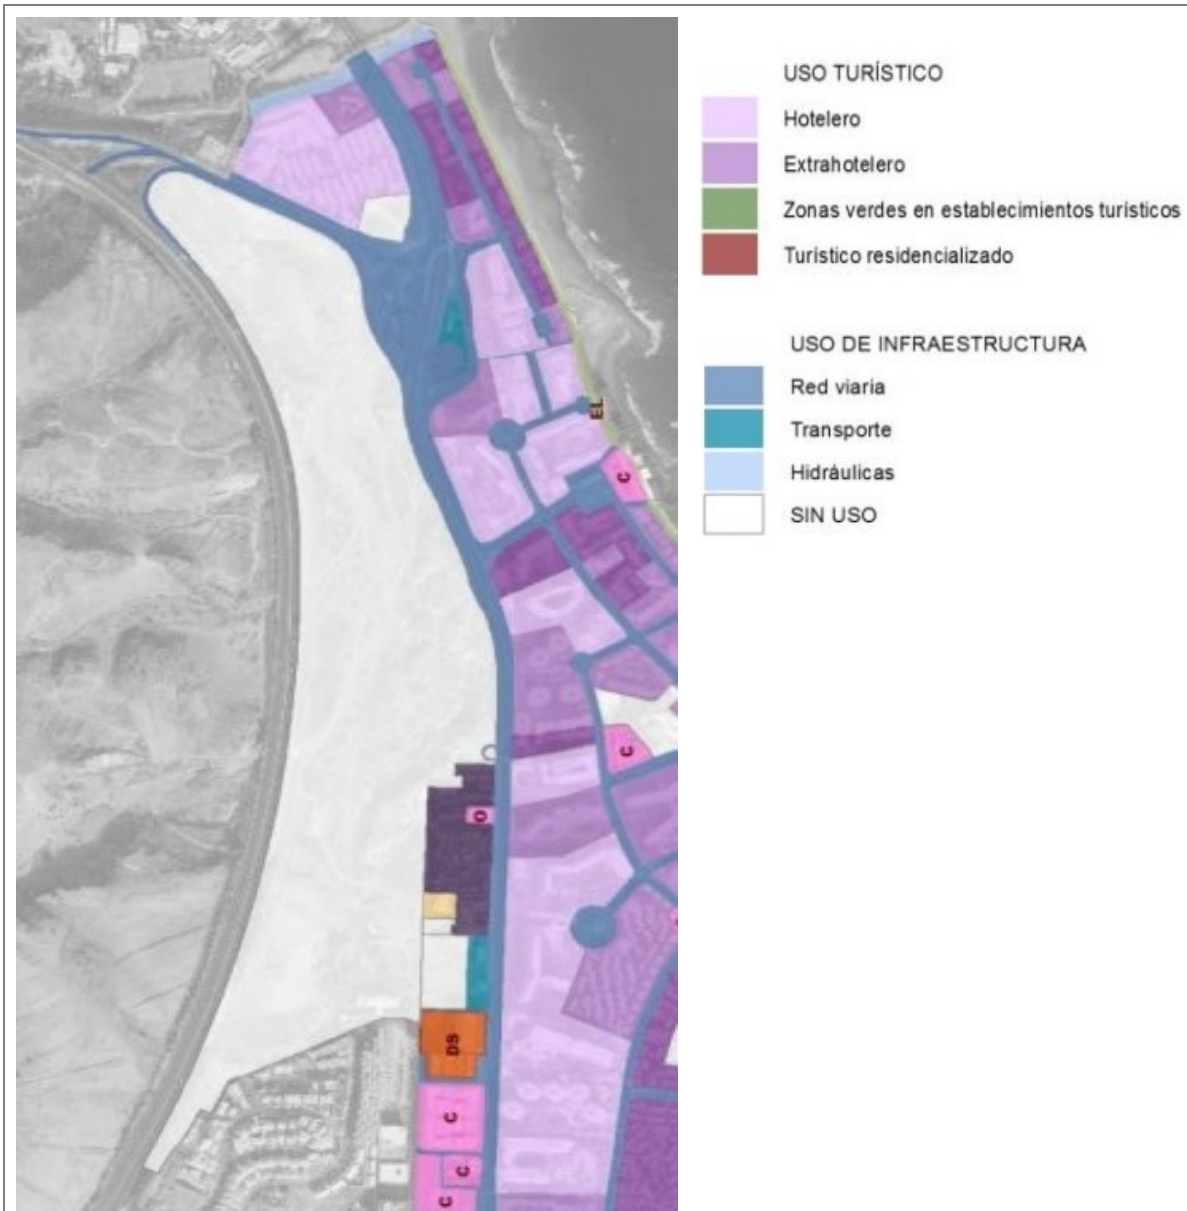 USO TURÍSTICO
Hotelero
Extrahotelero
Zonas verdes en establecimientos turísticos
Turístico residencializado
USO DE INFRAESTRUCTURA
Red viaria
Transporte
Hidráulicas
SIN USO
EL
C
C
O
DS
C
C
C